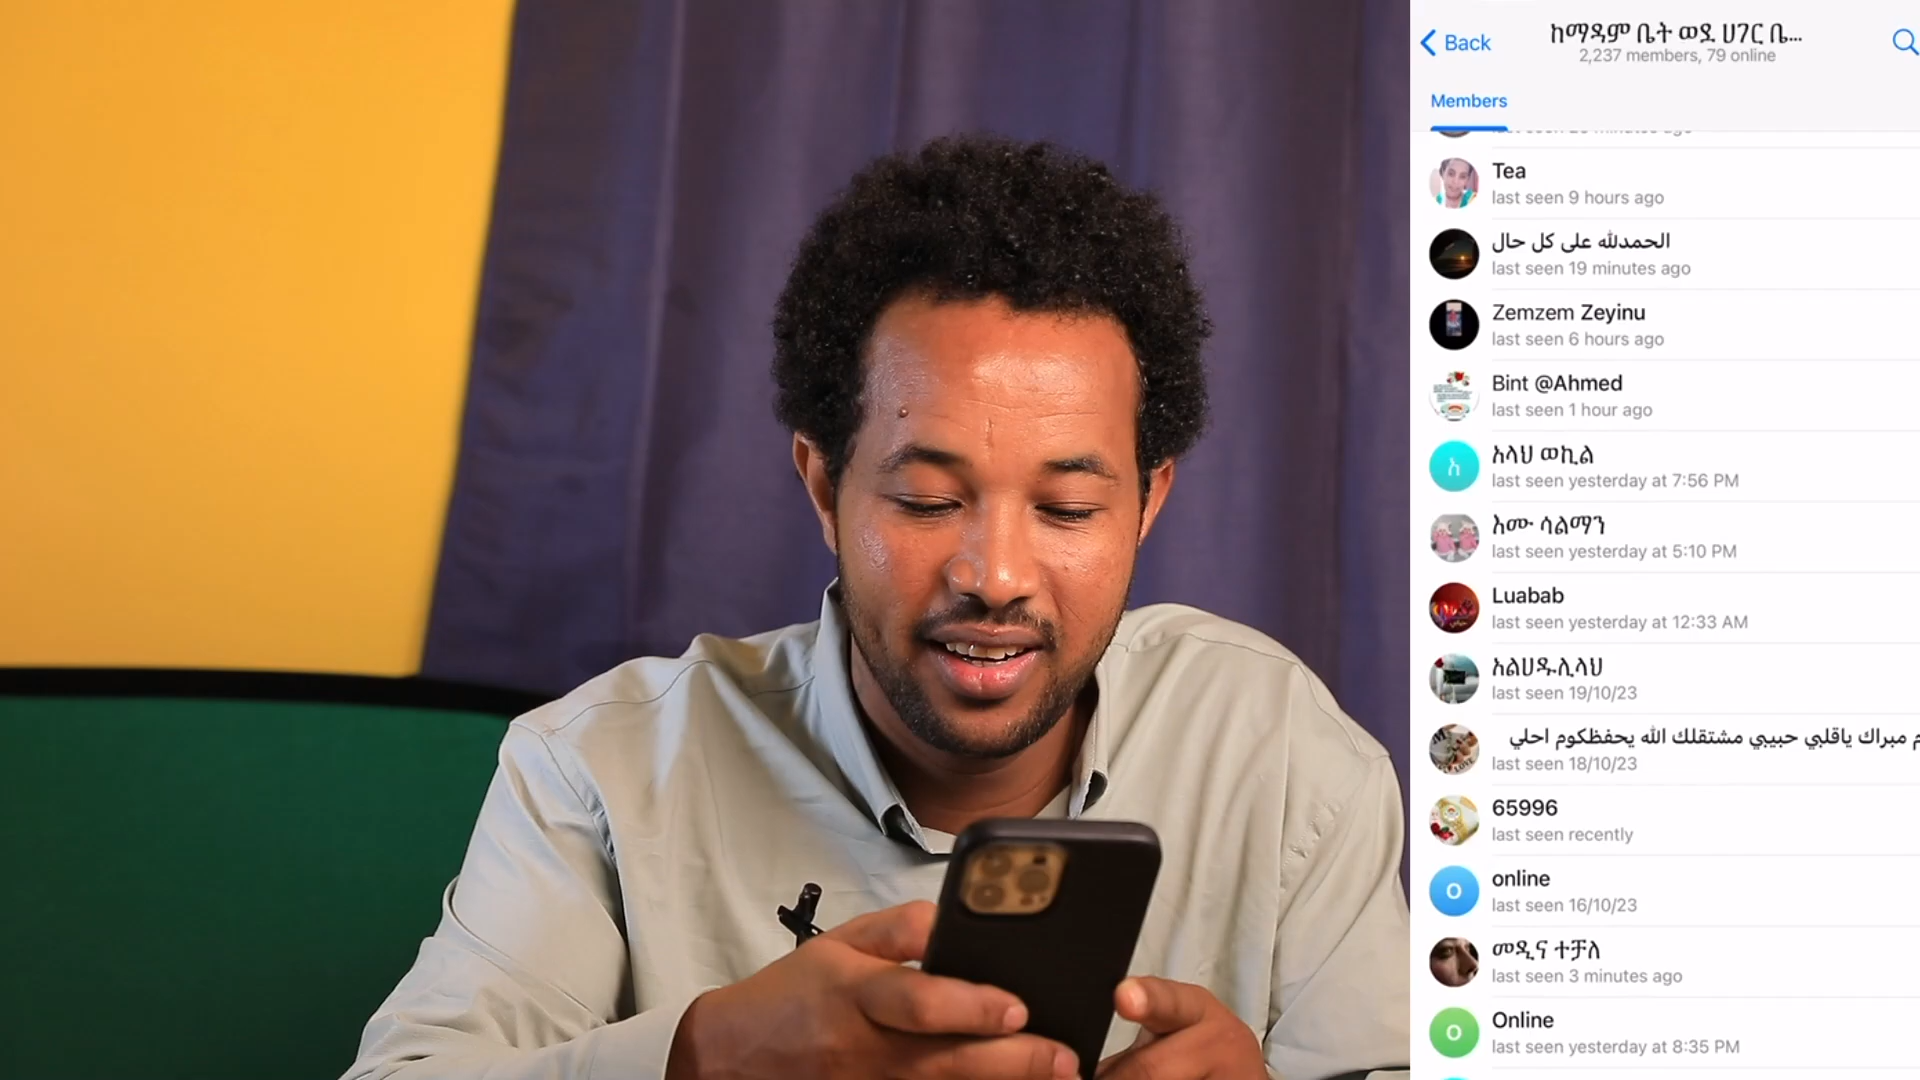 Back
ከማዳም ቤት ወደ ሀገር ቤ...
2,237 members, 79 online
Members
Tea
last seen 9 hours ago
الحمدلله على كل حال
last seen 19 minutes ago
Zemzem Zeyinu
last seen 6 hours ago
Bint @Ahmed
last seen 1 hour ago
አ
አላህ ወኪል
last seen yesterday at 7:56 PM
እሙ ሳልማን
last seen yesterday at 5:10 PM
Luabab
last seen yesterday at 12:33 AM
አልሀዱሊላህ
last seen 19/10/23
م مبراك ياقلبي حبيبي مشتقلك الله يحفظكوم احلي
last seen 18/10/23
65996
last seen recently
O
online
last seen 16/10/23
መዲና ተቻለ
last seen 3 minutes ago
O
Online
last seen yesterday at 8:35 PM